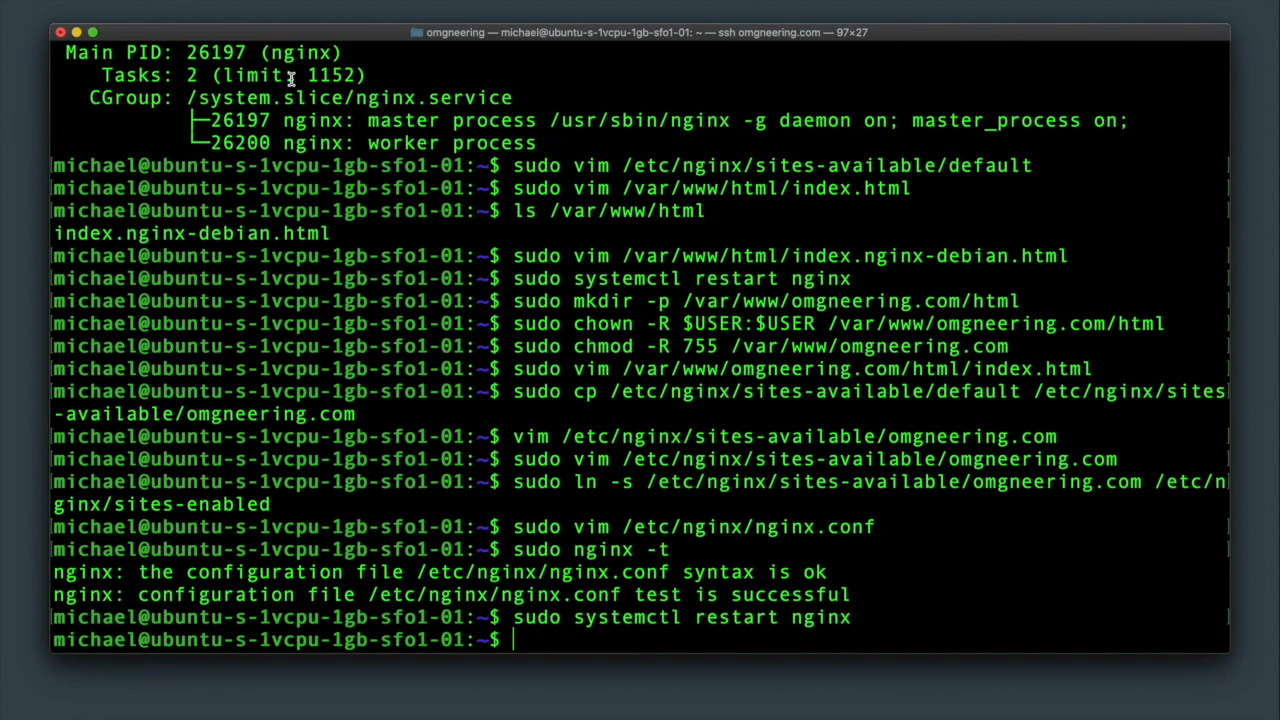 omgneering — michael@ubuntu-s-1vcpu-1gb-sfo1-01: ~ — ssh omgneering.com — 97×27
Main PID: 26197 (nginx)
Tasks: 2 (limit: 1152)
CGroup: /system.slice/nginx.service
├─26197 nginx: master process /usr/sbin/nginx -g daemon on; master_process on;
└─26200 nginx: worker process
[michael@ubuntu-s-1vcpu-1gb-sfo1-01:~$ sudo vim /etc/nginx/sites-available/default ]
[michael@ubuntu-s-1vcpu-1gb-sfo1-01:~$ sudo vim /var/www/html/index.html ]
[michael@ubuntu-s-1vcpu-1gb-sfo1-01:~$ ls /var/www/html ]
index.nginx-debian.html
[michael@ubuntu-s-1vcpu-1gb-sfo1-01:~$ sudo vim /var/www/html/index.nginx-debian.html ]
[michael@ubuntu-s-1vcpu-1gb-sfo1-01:~$ sudo systemctl restart nginx ]
[michael@ubuntu-s-1vcpu-1gb-sfo1-01:~$ sudo mkdir -p /var/www/omgneering.com/html ]
[michael@ubuntu-s-1vcpu-1gb-sfo1-01:~$ sudo chown -R $USER:$USER /var/www/omgneering.com/html ]
[michael@ubuntu-s-1vcpu-1gb-sfo1-01:~$ sudo chmod -R 755 /var/www/omgneering.com ]
[michael@ubuntu-s-1vcpu-1gb-sfo1-01:~$ sudo vim /var/www/omgneering.com/html/index.html ]
[michael@ubuntu-s-1vcpu-1gb-sfo1-01:~$ sudo cp /etc/nginx/sites-available/default /etc/nginx/sites]
-available/omgneering.com
[michael@ubuntu-s-1vcpu-1gb-sfo1-01:~$ vim /etc/nginx/sites-available/omgneering.com ]
[michael@ubuntu-s-1vcpu-1gb-sfo1-01:~$ sudo vim /etc/nginx/sites-available/omgneering.com ]
[michael@ubuntu-s-1vcpu-1gb-sfo1-01:~$ sudo ln -s /etc/nginx/sites-available/omgneering.com /etc/n]
ginx/sites-enabled
[michael@ubuntu-s-1vcpu-1gb-sfo1-01:~$ sudo vim /etc/nginx/nginx.conf ]
[michael@ubuntu-s-1vcpu-1gb-sfo1-01:~$ sudo nginx -t ]
nginx: the configuration file /etc/nginx/nginx.conf syntax is ok
nginx: configuration file /etc/nginx/nginx.conf test is successful
[michael@ubuntu-s-1vcpu-1gb-sfo1-01:~$ sudo systemctl restart nginx ]
michael@ubuntu-s-1vcpu-1gb-sfo1-01:~$